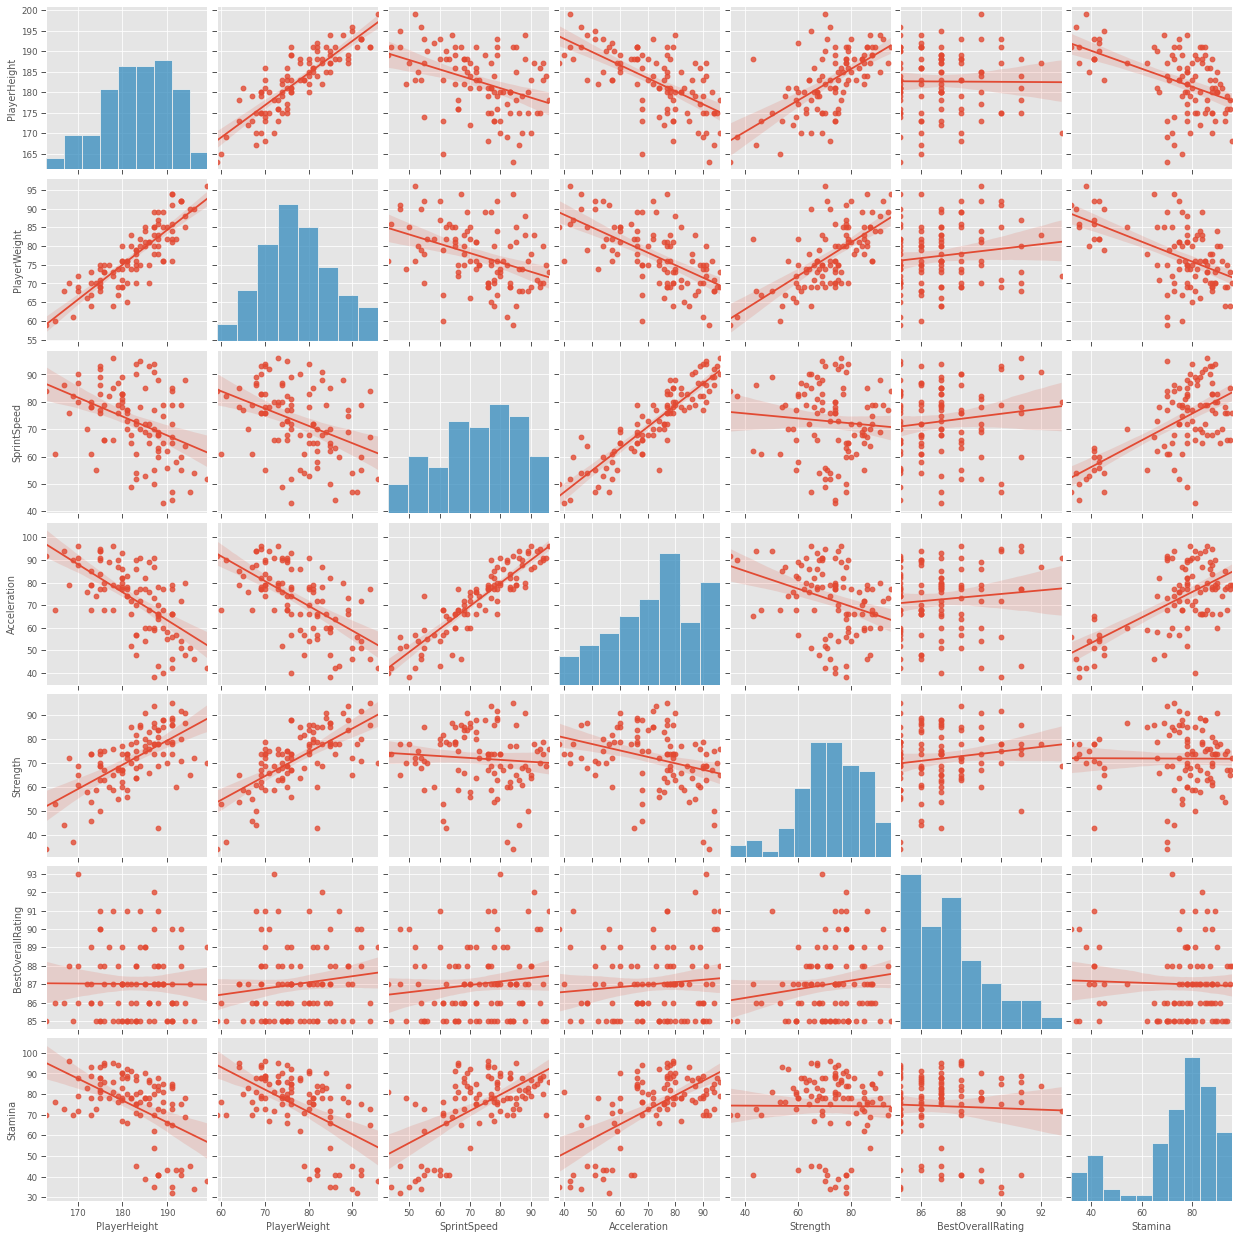 PlayerHeight
200
195
190
185
180
175
170
165
PlayerWeight
95
90
85
80
75
70
65
60
55
SprintSpeed
90
80
70
60
50
40
Acceleration
100
90
80
70
60
50
40
Strength
90
80
70
60
50
40
BestOverallRating
93
92
91
90
89
88
87
86
85
Stamina
100
90
80
70
60
50
40
30
170 180 190
60 70 80 90
50 60 70 80 90
40 50 60 70 80 90
40 60 80
86 88 90 92
40 60 80
PlayerHeight
PlayerWeight
SprintSpeed
Acceleration
Strength
BestOverallRating
Stamina